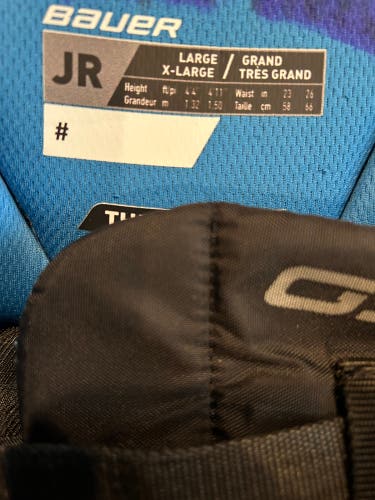 BAUER
JR
LARGE / GRAND
X-LARGE / TRÈS GRAND
Height ft/pi 4'4" 4'11" Waist in 23 26
Grandeur m 1.32 1.50 Taille cm 58 66
#
GS